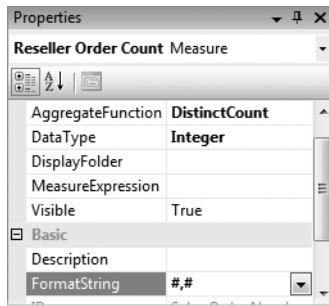 Properties
Reseller Order Count Measure
AggregateFunction DistinctCount
DataType Integer
DisplayFolder
MeasureExpression
Visible True
Basic
Description
FormatString #,#